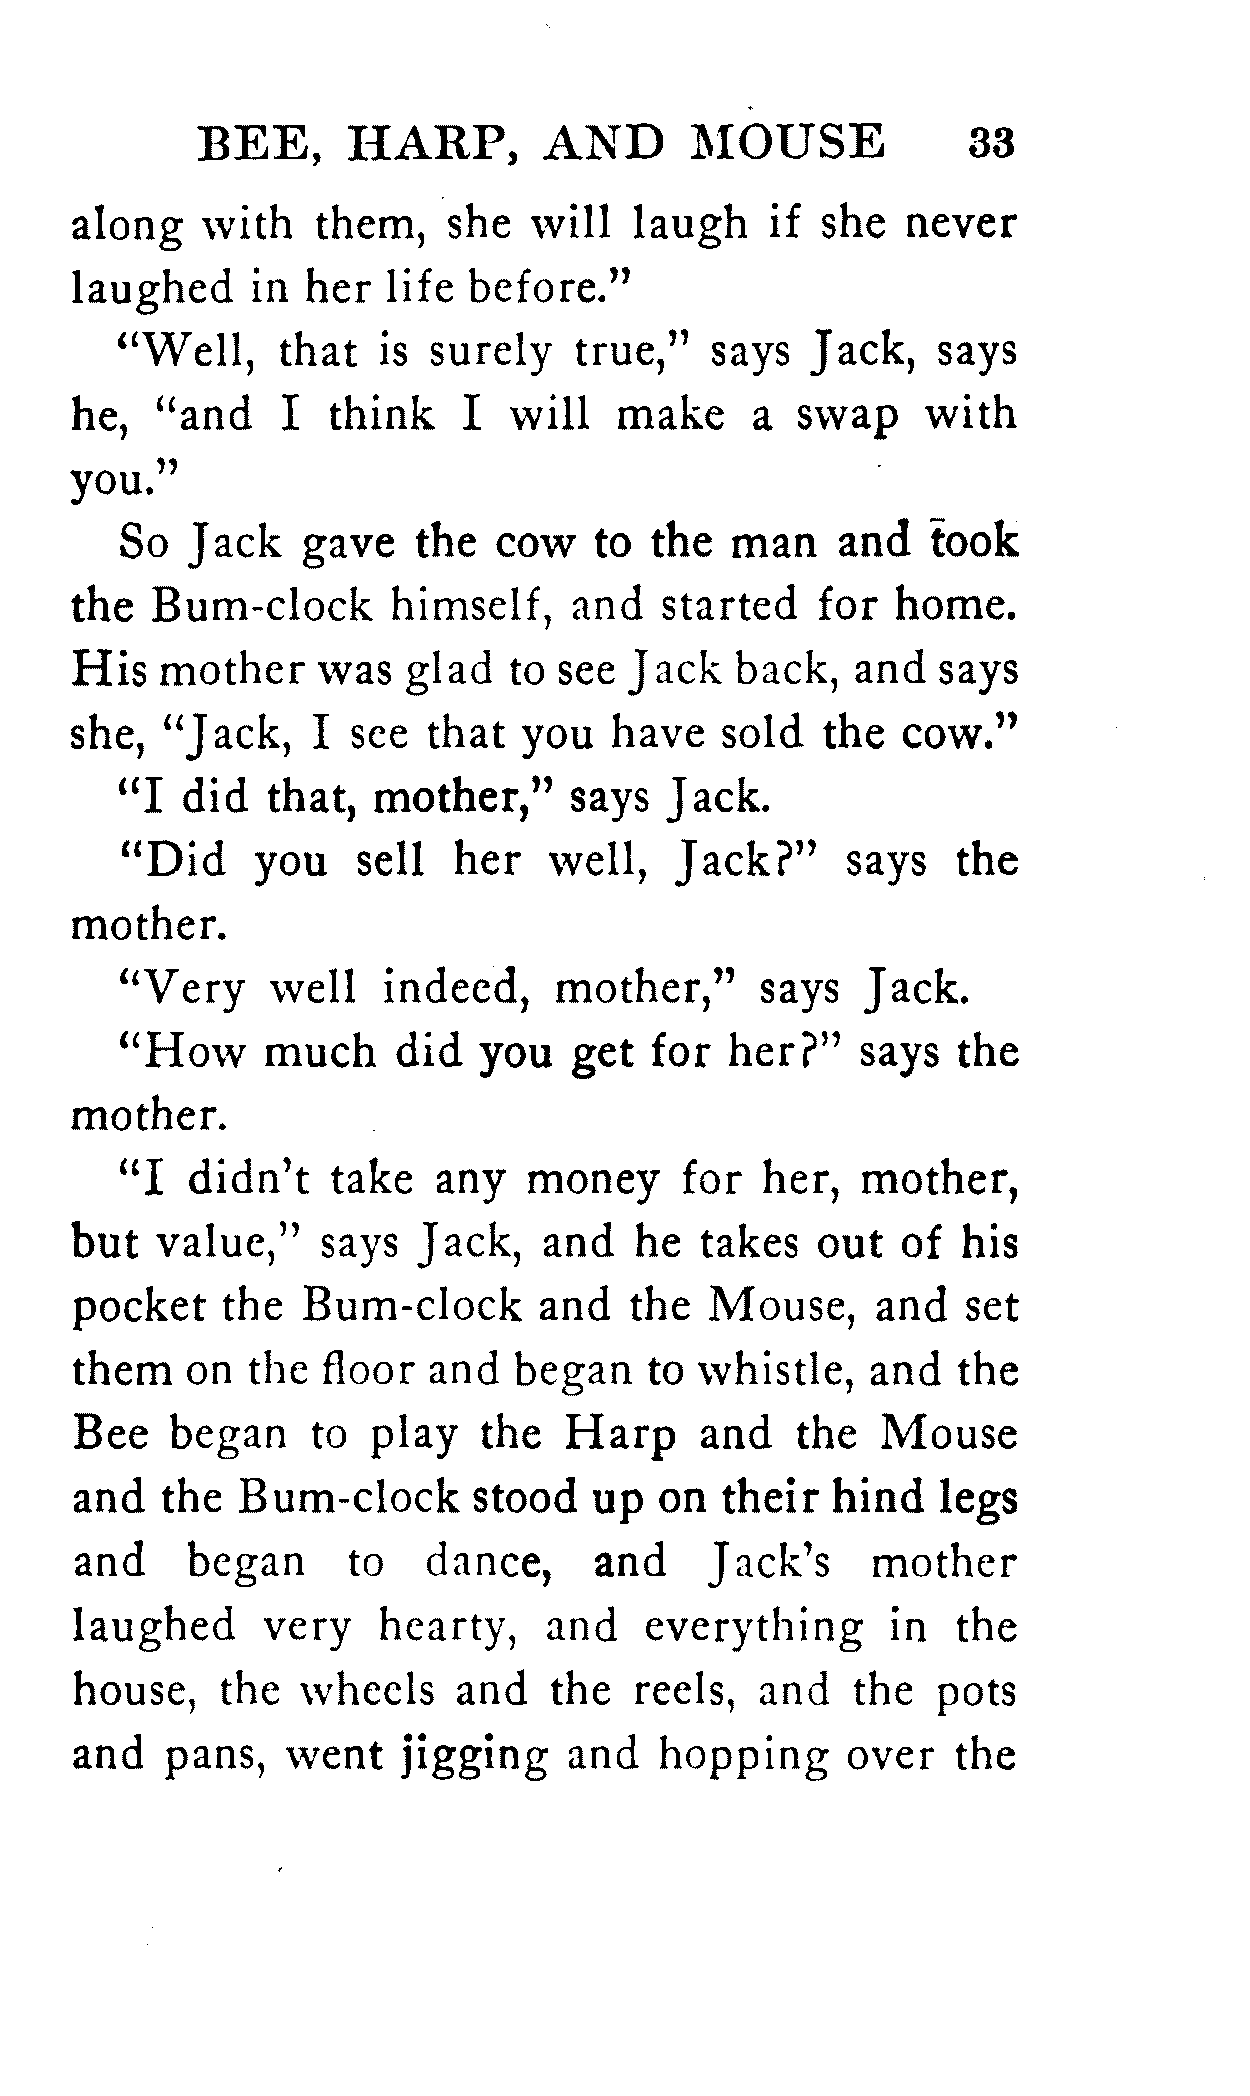 BEE, HARP, AND MOUSE 33
along with them, she will laugh if she never
laughed in her life before."
"Well, that is surely true," says Jack, says
he, "and I think I will make a swap with
you."
So Jack gave the cow to the man and took
the Bum-clock himself, and started for home.
His mother was glad to see Jack back, and says
she, "Jack, I see that you have sold the cow."
"I did that, mother," says Jack.
"Did you sell her well, Jack?" says the
mother.
"Very well indeed, mother," says Jack.
"How much did you get for her?" says the
mother.
"I didn't take any money for her, mother,
but value," says Jack, and he takes out of his
pocket the Bum-clock and the Mouse, and set
them on the floor and began to whistle, and the
Bee began to play the Harp and the Mouse
and the Bum-clock stood up on their hind legs
and began to dance, and Jack's mother
laughed very hearty, and everything in the
house, the wheels and the reels, and the pots
and pans, went jigging and hopping over the